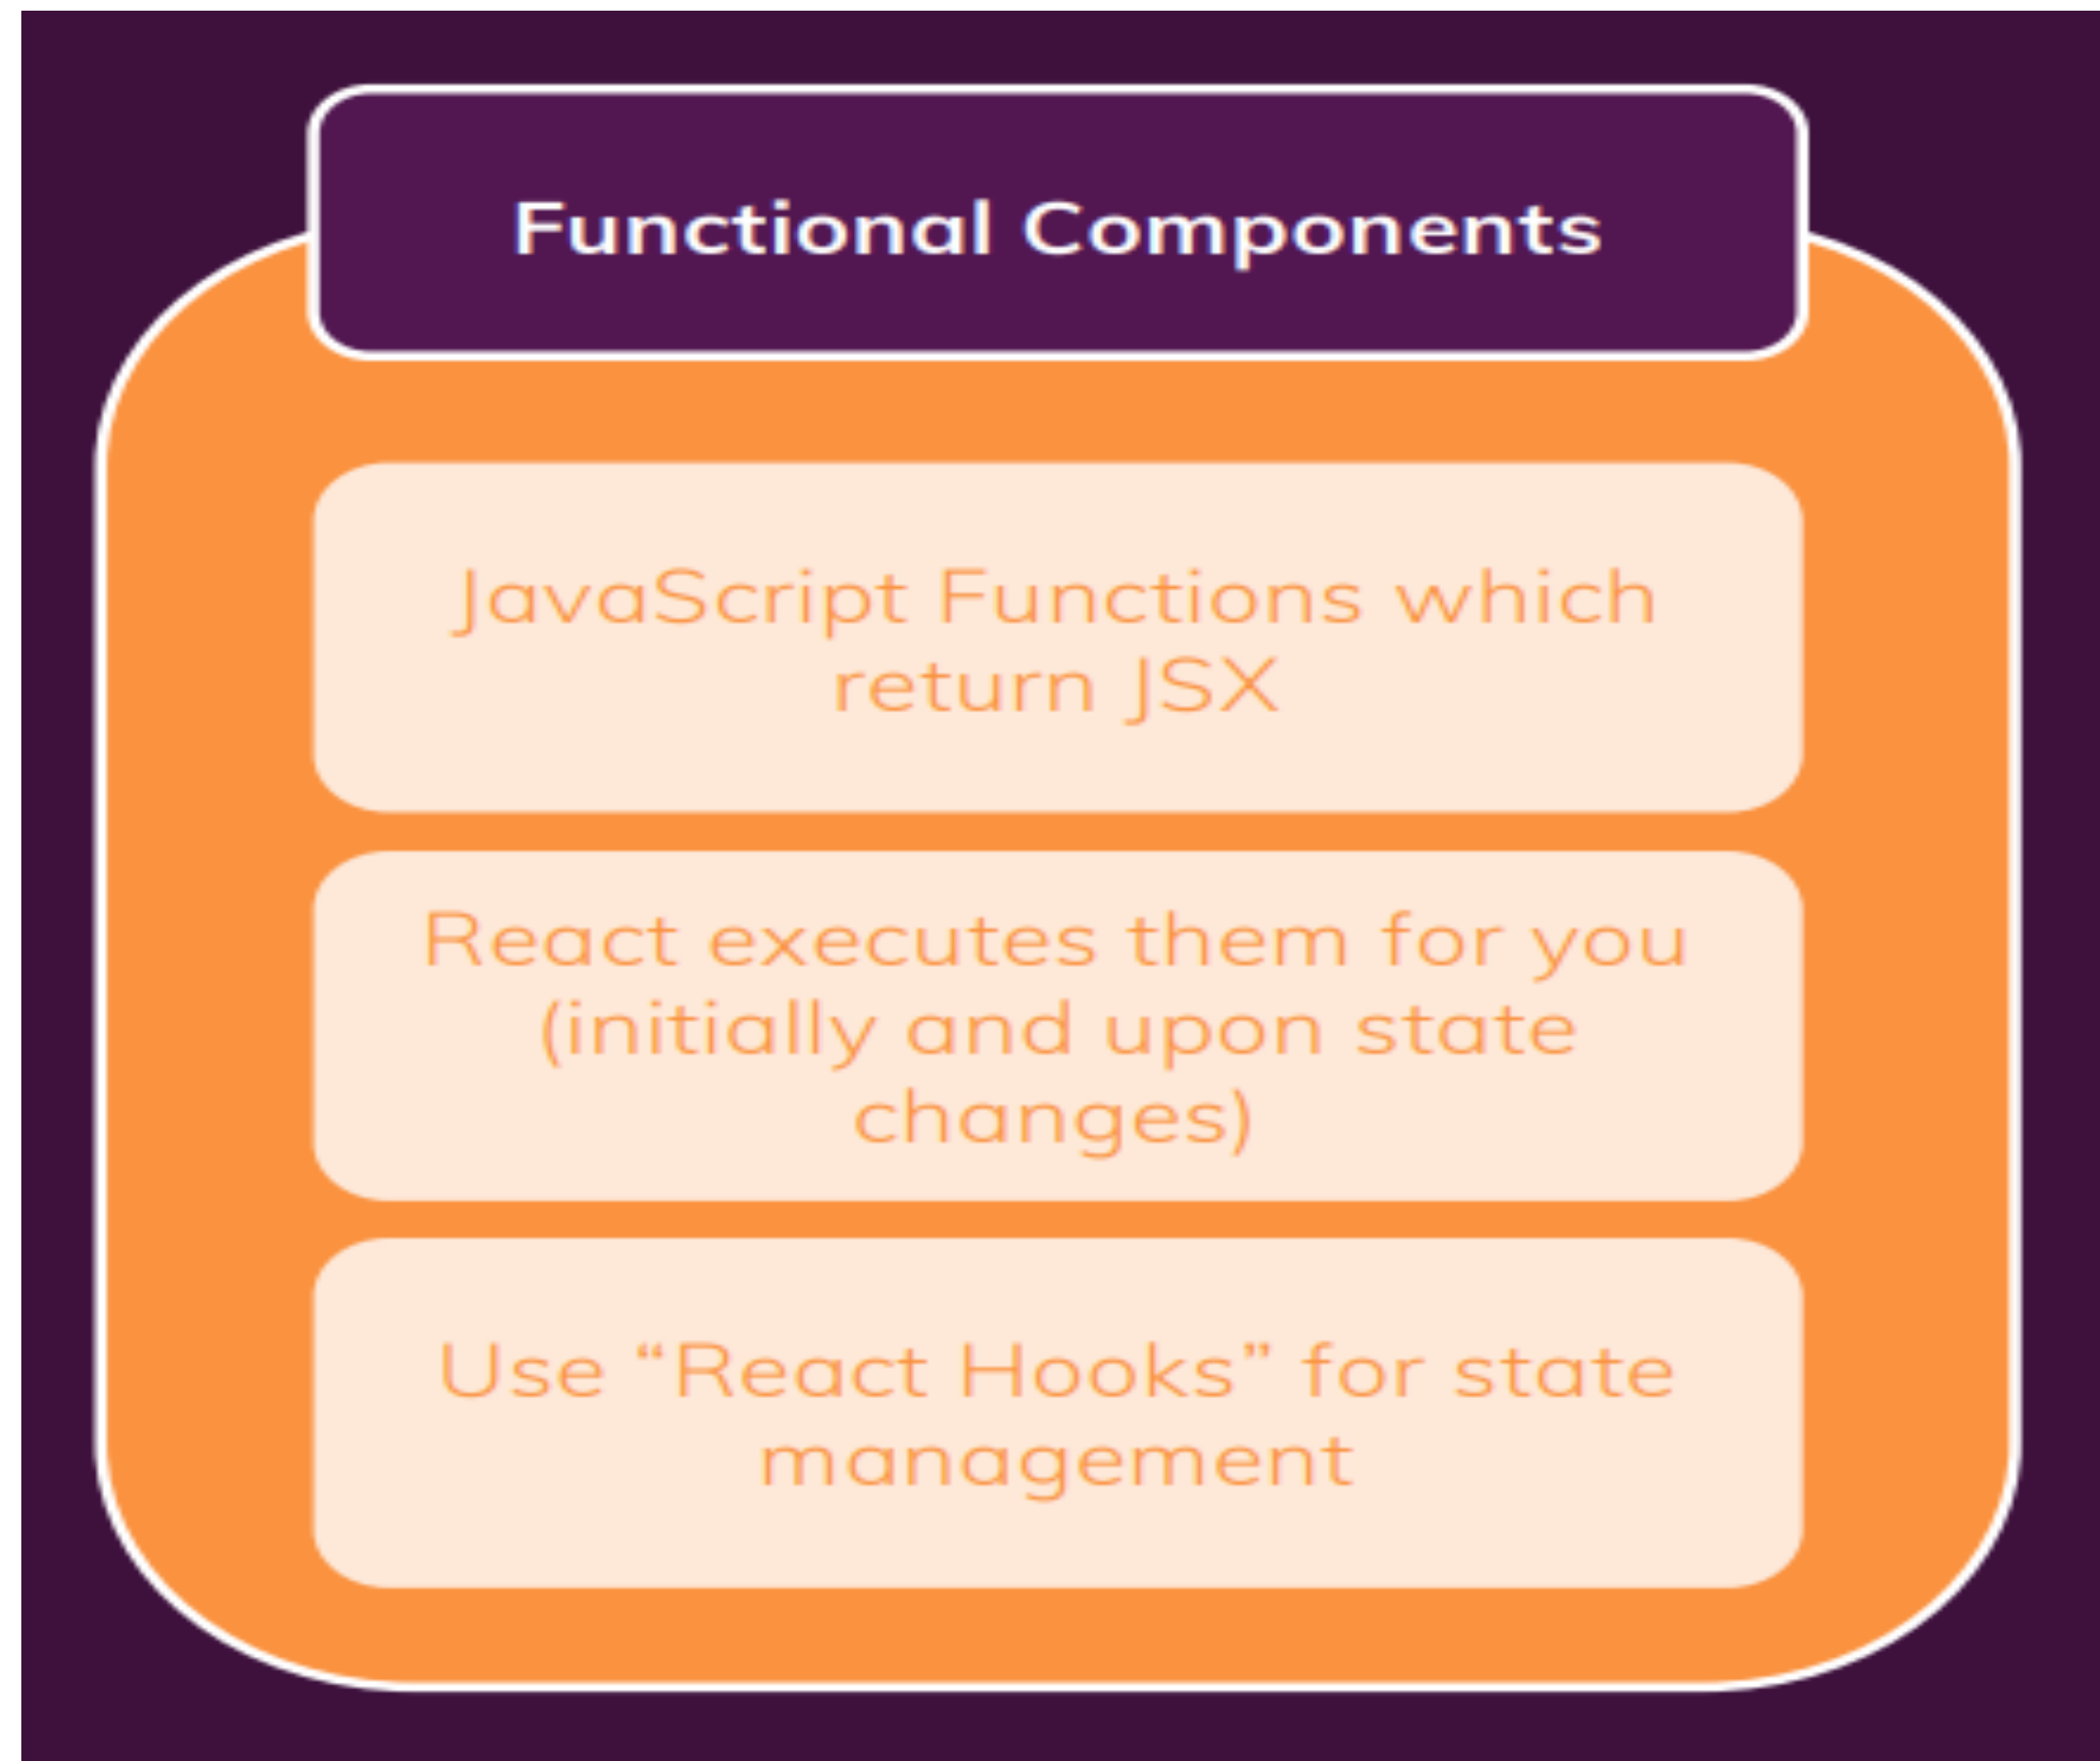 Functional Components
JavaScript Functions which
return JSX
React executes them for you
(initially and upon state
changes)
Use “React Hooks” for state
management